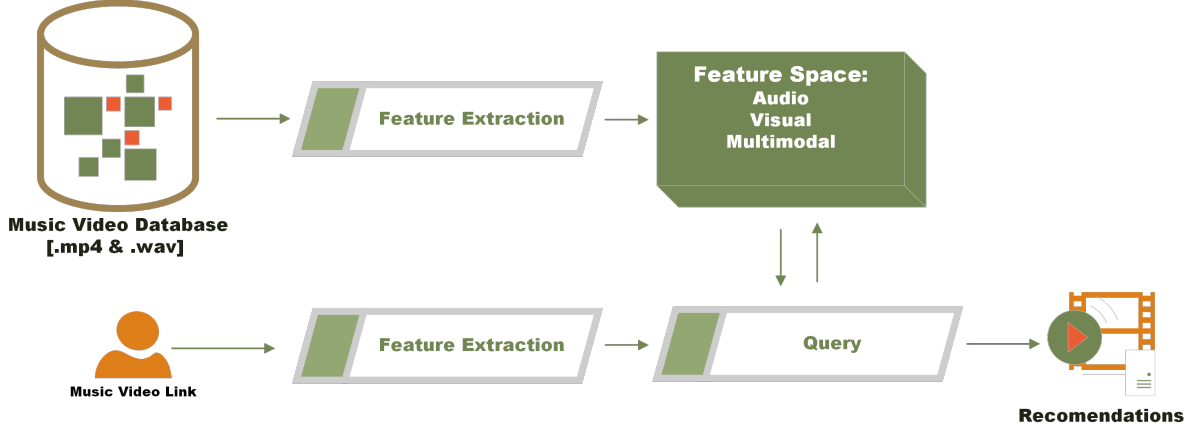 Feature Space:
Audio
Visual
Multimodal
Feature Extraction
Music Video Database
[.mp4 & .wav]
Feature Extraction
Query
Music Video Link
Recomendations